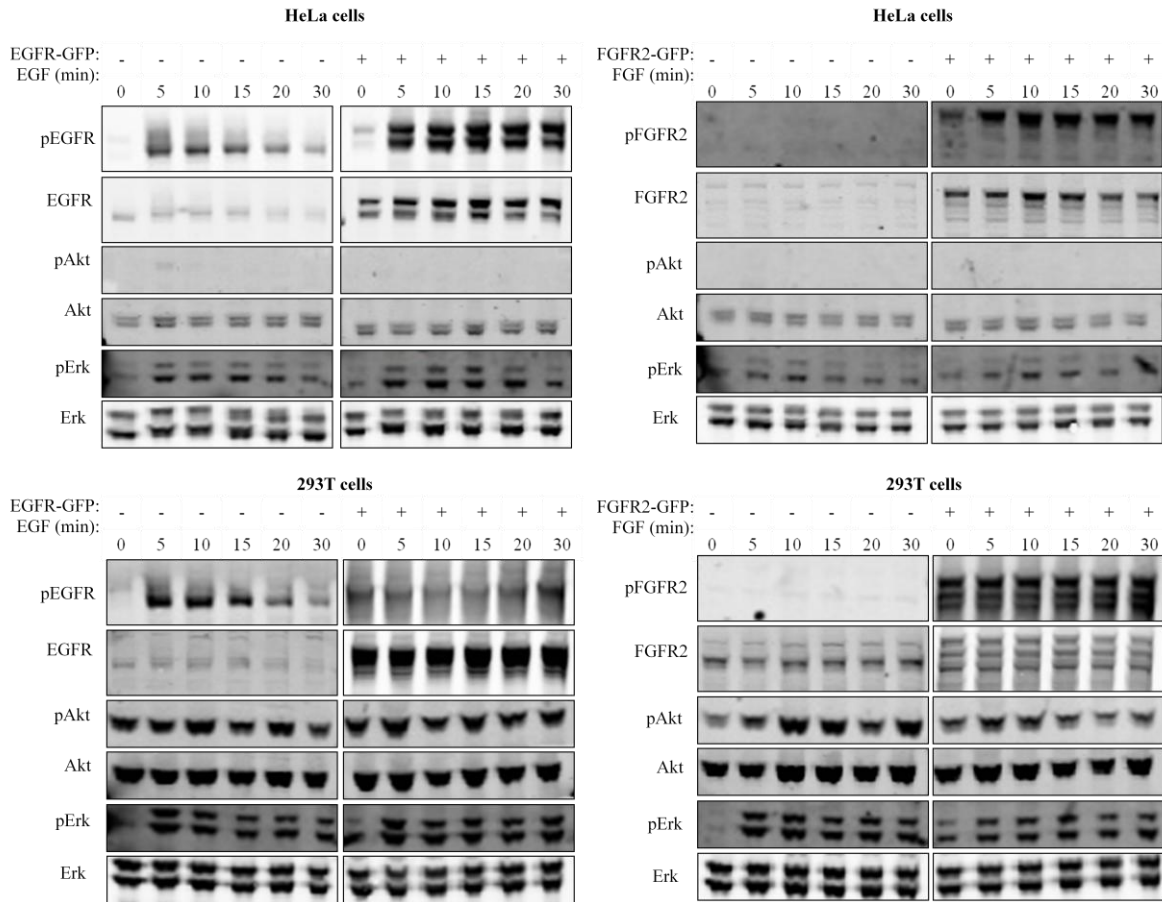 HeLa cells
EGFR-GFP: - - - - - - + + + + + +
EGF (min):
0 5 10 15 20 30 0 5 10 15 20 30
pEGFR
EGFR
pAkt
Akt
pErk
Erk
HeLa cells
FGFR2-GFP: - - - - - - + + + + + +
FGF (min):
0 5 10 15 20 30 0 5 10 15 20 30
pFGFR2
FGFR2
pAkt
Akt
pErk
Erk
293T cells
EGFR-GFP: - - - - - - + + + + + +
EGF (min):
0 5 10 15 20 30 0 5 10 15 20 30
pEGFR
EGFR
pAkt
Akt
pErk
Erk
293T cells
FGFR2-GFP: - - - - - - + + + + + +
FGF (min):
0 5 10 15 20 30 0 5 10 15 20 30
pFGFR2
FGFR2
pAkt
Akt
pErk
Erk